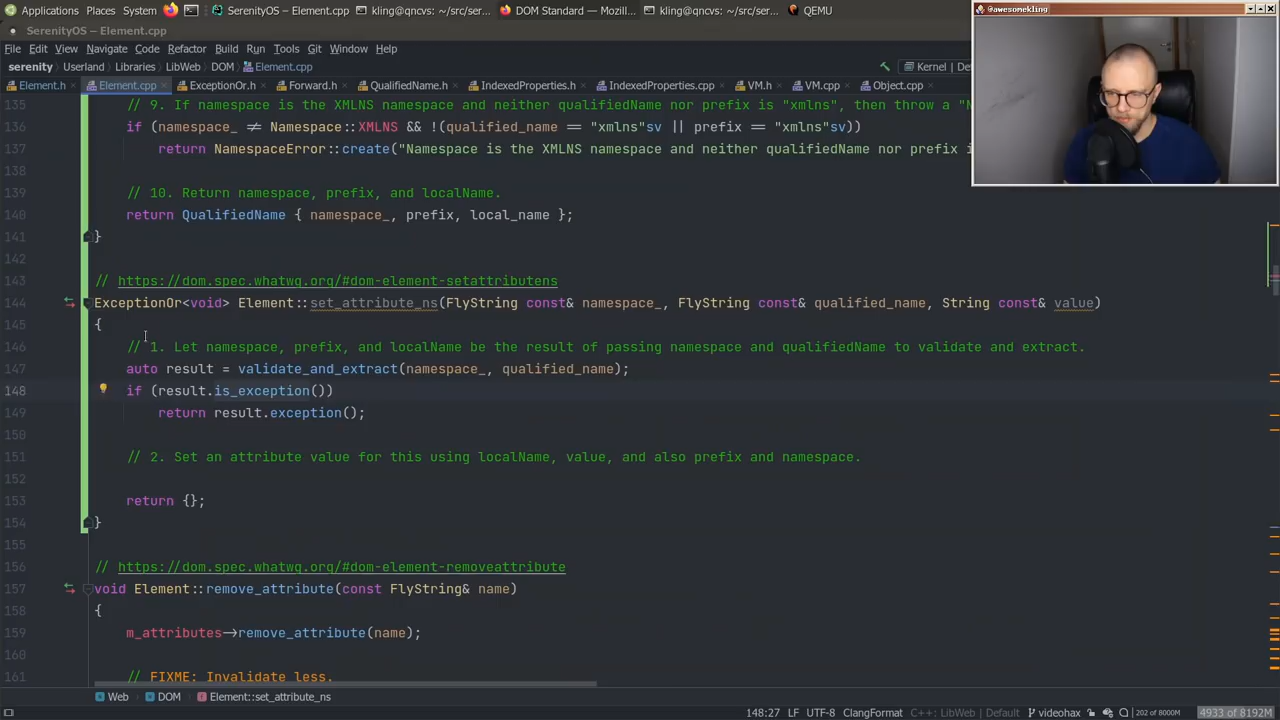 Applications Places System SerenityOS – Element.cpp kling@qncvs: ~/src/ser... DOM Standard — Mozill... kling@qncvs: ~/src/ser... QEMU
@awesomekling
SerenityOS – Element.cpp
File Edit View Navigate Code Refactor Build Run Tools Git Window Help
serenity Userland Libraries LibWeb DOM Element.cpp Kernel | De
Element.h Element.cpp ExceptionOr.h Forward.h QualifiedName.h IndexedProperties.h IndexedProperties.cpp VM.h VM.cpp Object.cpp
135 // 9. If namespace is the XMLNS namespace and neither qualifiedName nor prefix is "xmlns", then throw a "N
136 if (namespace_ ≠ Namespace::XMLNS && !(qualified_name == "xmlns"sv || prefix == "xmlns"sv))
137 return NamespaceError::create("Namespace is the XMLNS namespace and neither qualifiedName nor prefix i
138
139 // 10. Return namespace, prefix, and localName.
140 return QualifiedName { namespace_, prefix, local_name };
141 }
142
143 // https://dom.spec.whatwg.org/#dom-element-setattributens
144 ExceptionOr<void> Element::set_attribute_ns(FlyString const& namespace_, FlyString const& qualified_name, String const& value)
145 {
146 // 1. Let namespace, prefix, and localName be the result of passing namespace and qualifiedName to validate and extract.
147 auto result = validate_and_extract(namespace_, qualified_name);
148 if (result.is_exception())
149 return result.exception();
150
151 // 2. Set an attribute value for this using localName, value, and also prefix and namespace.
152
153 return {};
154 }
155
156 // https://dom.spec.whatwg.org/#dom-element-removeattribute
157 void Element::remove_attribute(const FlyString& name)
158 {
159 m_attributes→remove_attribute(name);
160
161 // FIXME: Invalidate less.
Web DOM Element::set_attribute_ns
148:27 LF UTF-8 ClangFormat C++: LibWeb | Default videohax 202 of 8000M 4933 of 8192M